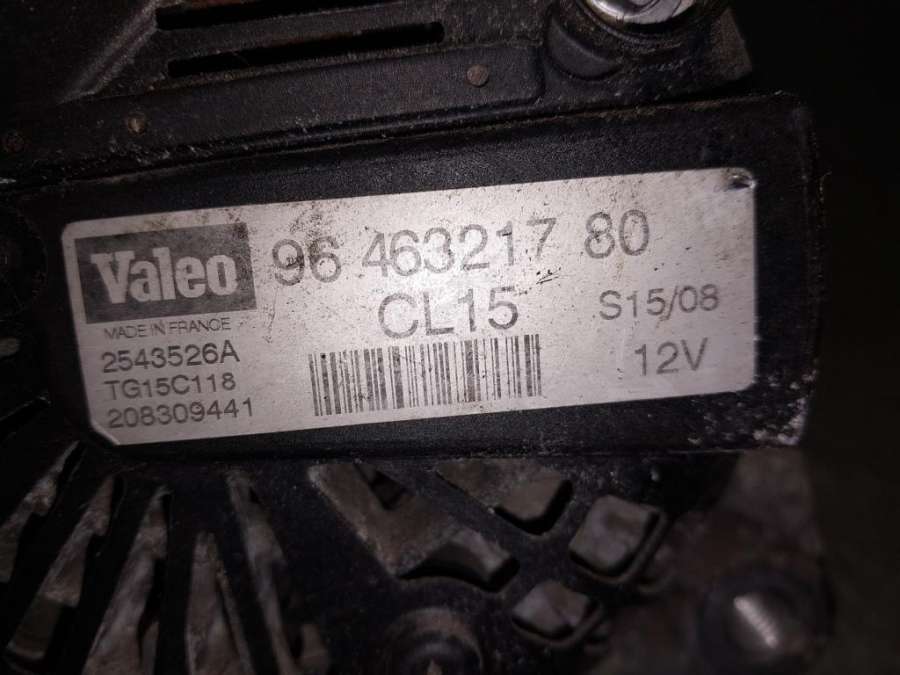 Valeo 96 463217 80
MADE IN FRANCE CL15 S15/08
2543526A 12V
TG15C118
208309441